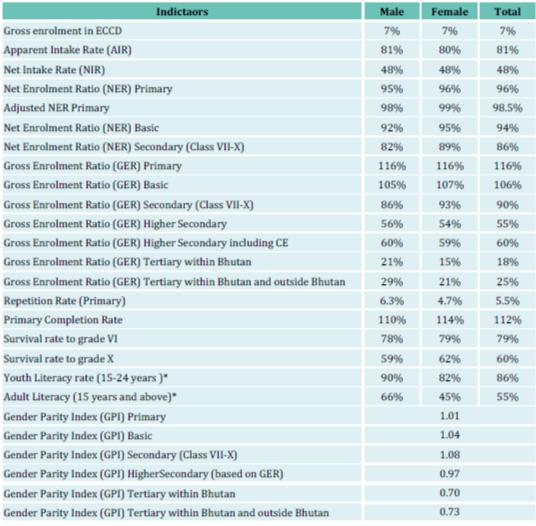 Indictaors Male Female Total
Gross enrolment in ECCD 7% 7% 7%
Apparent Intake Rate (AIR) 81% 80% 81%
Net Intake Rate (NIR) 48% 48% 48%
Net Enrolment Ratio (NER) Primary 95% 96% 96%
Adjusted NER Primary 98% 99% 98.5%
Net Enrolment Ratio (NER) Basic 92% 95% 94%
Net Enrolment Ratio (NER) Secondary (Class VII-X) 82% 89% 86%
Gross Enrolment Ratio (GER) Primary 116% 116% 116%
Gross Enrolment Ratio (GER) Basic 105% 107% 106%
Gross Enrolment Ratio (GER) Secondary (Class VII-X) 86% 93% 90%
Gross Enrolment Ratio (GER) Higher Secondary 56% 54% 55%
Gross Enrolment Ratio (GER) Higher Secondary including CE 60% 59% 60%
Gross Enrolment Ratio (GER) Tertiary within Bhutan 21% 15% 18%
Gross Enrolment Ratio (GER) Tertiary within Bhutan and outside Bhutan 29% 21% 25%
Repetition Rate (Primary) 6.3% 4.7% 5.5%
Primary Completion Rate 110% 114% 112%
Survival rate to grade VI 78% 79% 79%
Survival rate to grade X 59% 62% 60%
Youth Literacy rate (15-24 years )* 90% 82% 86%
Adult Literacy (15 years and above)* 66% 45% 55%
Gender Parity Index (GPI) Primary 1.01
Gender Parity Index (GPI) Basic 1.04
Gender Parity Index (GPI) Secondary (Class VII-X) 1.08
Gender Parity Index (GPI) HigherSecondary (based on GER) 0.97
Gender Parity Index (GPI) Tertiary within Bhutan 0.70
Gender Parity Index (GPI) Tertiary within Bhutan and outside Bhutan 0.73